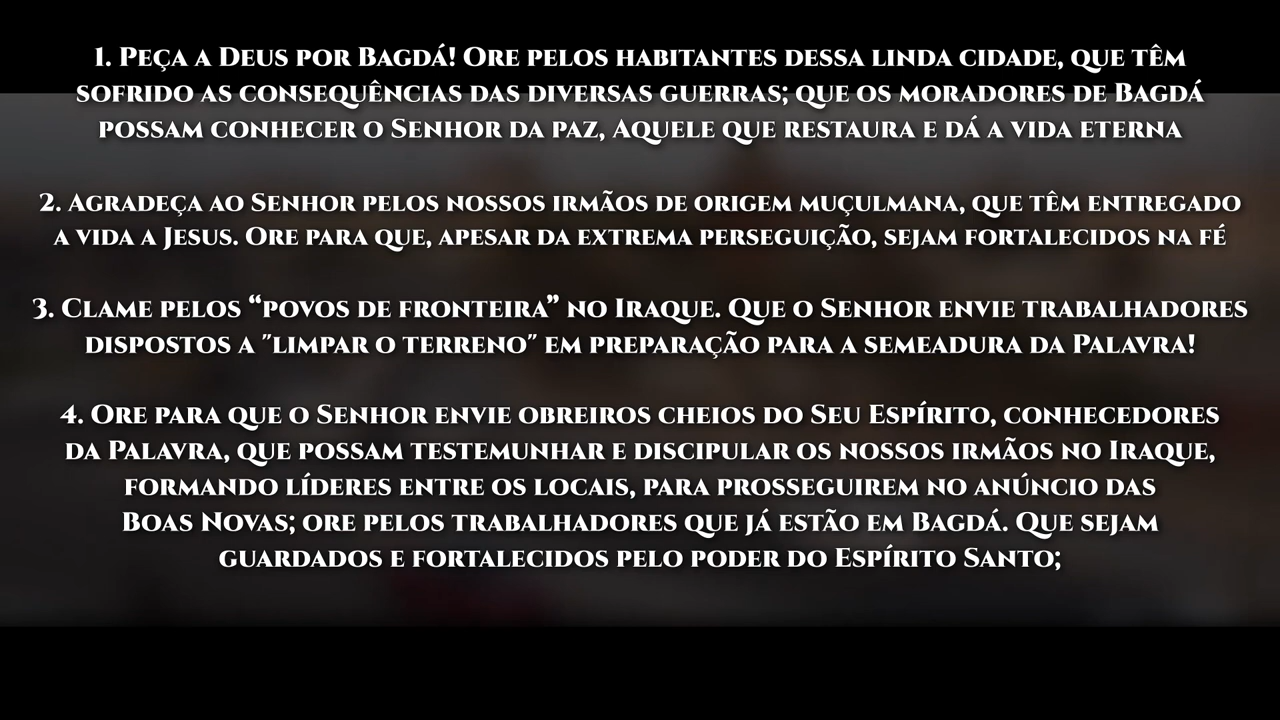 1. Peça a Deus por Bagdá! Ore pelos habitantes dessa linda cidade, que têm
sofrido as consequências das diversas guerras; que os moradores de Bagdá
possam conhecer o Senhor da paz, Aquele que restaura e dá a vida eterna
2. Agradeça ao Senhor pelos nossos irmãos de origem muçulmana, que têm entregado
a vida a Jesus. Ore para que, apesar da extrema perseguição, sejam fortalecidos na fé
3. Clame pelos “povos de fronteira” no Iraque. Que o Senhor envie trabalhadores
dispostos a "limpar o terreno" em preparação para a semeadura da Palavra!
4. Ore para que o Senhor envie obreiros cheios do Seu Espírito, conhecedores
da Palavra, que possam testemunhar e discipular os nossos irmãos no Iraque,
formando líderes entre os locais, para prosseguirem no anúncio das
Boas Novas; ore pelos trabalhadores que já estão em Bagdá. Que sejam
guardados e fortalecidos pelo poder do Espírito Santo;